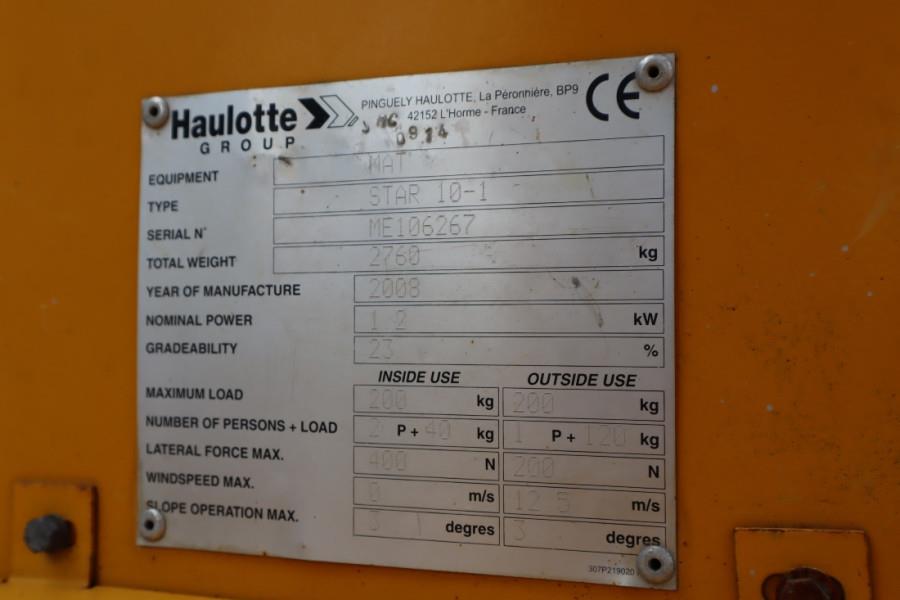 Haulotte
GROUP
PINGUELY HAULOTTE, La Péronnière, BP9
42152 L'Horme - France
CE
0914
EQUIPMENT MAT
TYPE STAR 10-1
SERIAL N° ME106267
TOTAL WEIGHT 2760 kg
YEAR OF MANUFACTURE 2008
NOMINAL POWER 1 2 kW
GRADEABILITY 23 %
INSIDE USE OUTSIDE USE
MAXIMUM LOAD 200 kg 200 kg
NUMBER OF PERSONS + LOAD 2 P + 40 kg 1 P + 120 kg
LATERAL FORCE MAX. 400 N 200 N
WINDSPEED MAX. 0 m/s 12 5 m/s
SLOPE OPERATION MAX. 3 degres 3 degres
307P219020